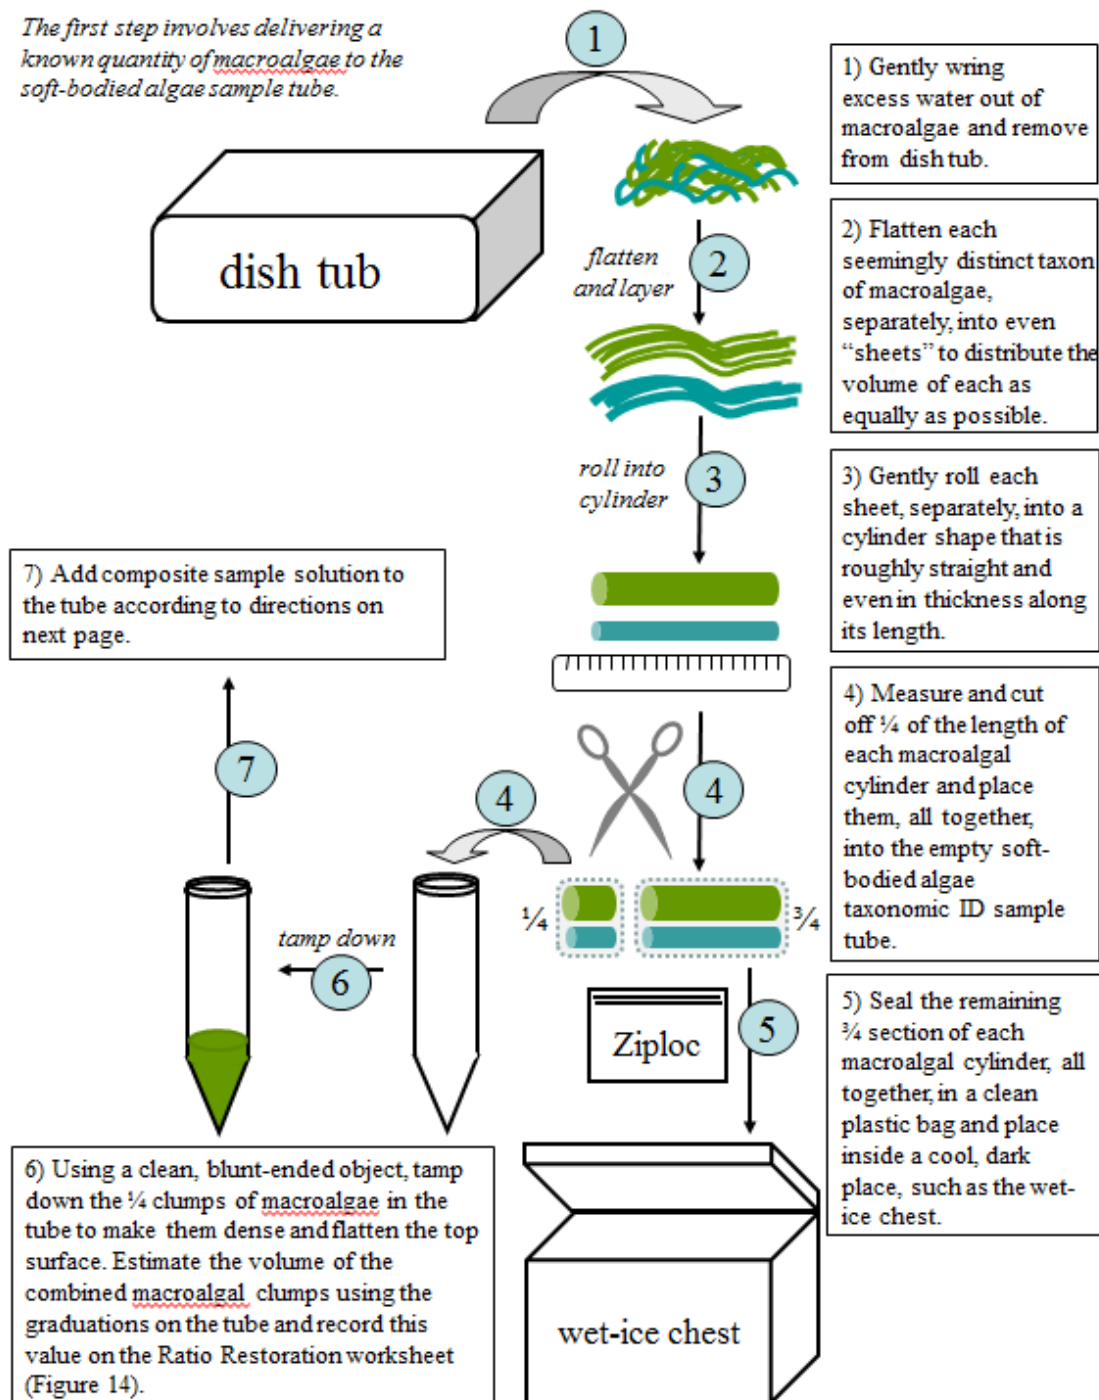 The first step involves delivering a
known quantity of macroalgae to the
soft-bodied algae sample tube.
1
1) Gently wring
excess water out of
macroalgae and remove
from dish tub.
dish tub
flatten
and layer
2
2) Flatten each
seemingly distinct taxon
of macroalgae,
separately, into even
“sheets” to distribute the
volume of each as
equally as possible.
roll into
cylinder
3
3) Gently roll each
sheet, separately, into a
cylinder shape that is
roughly straight and
even in thickness along
its length.
4
4
4) Measure and cut
off ¼ of the length of
each macroalgal
cylinder and place
them, all together,
into the empty soft-
bodied algae
taxonomic ID sample
tube.
¼
¾
Ziploc
5
5) Seal the remaining
¾ section of each
macroalgal cylinder, all
together, in a clean
plastic bag and place
inside a cool, dark
place, such as the wet-
ice chest.
wet-ice chest
tamp down
6
6) Using a clean, blunt-ended object, tamp
down the ¼ clumps of macroalgae in the
tube to make them dense and flatten the top
surface. Estimate the volume of the
combined macroalgal clumps using the
graduations on the tube and record this
value on the Ratio Restoration worksheet
(Figure 14).
7
7) Add composite sample solution to
the tube according to directions on
next page.